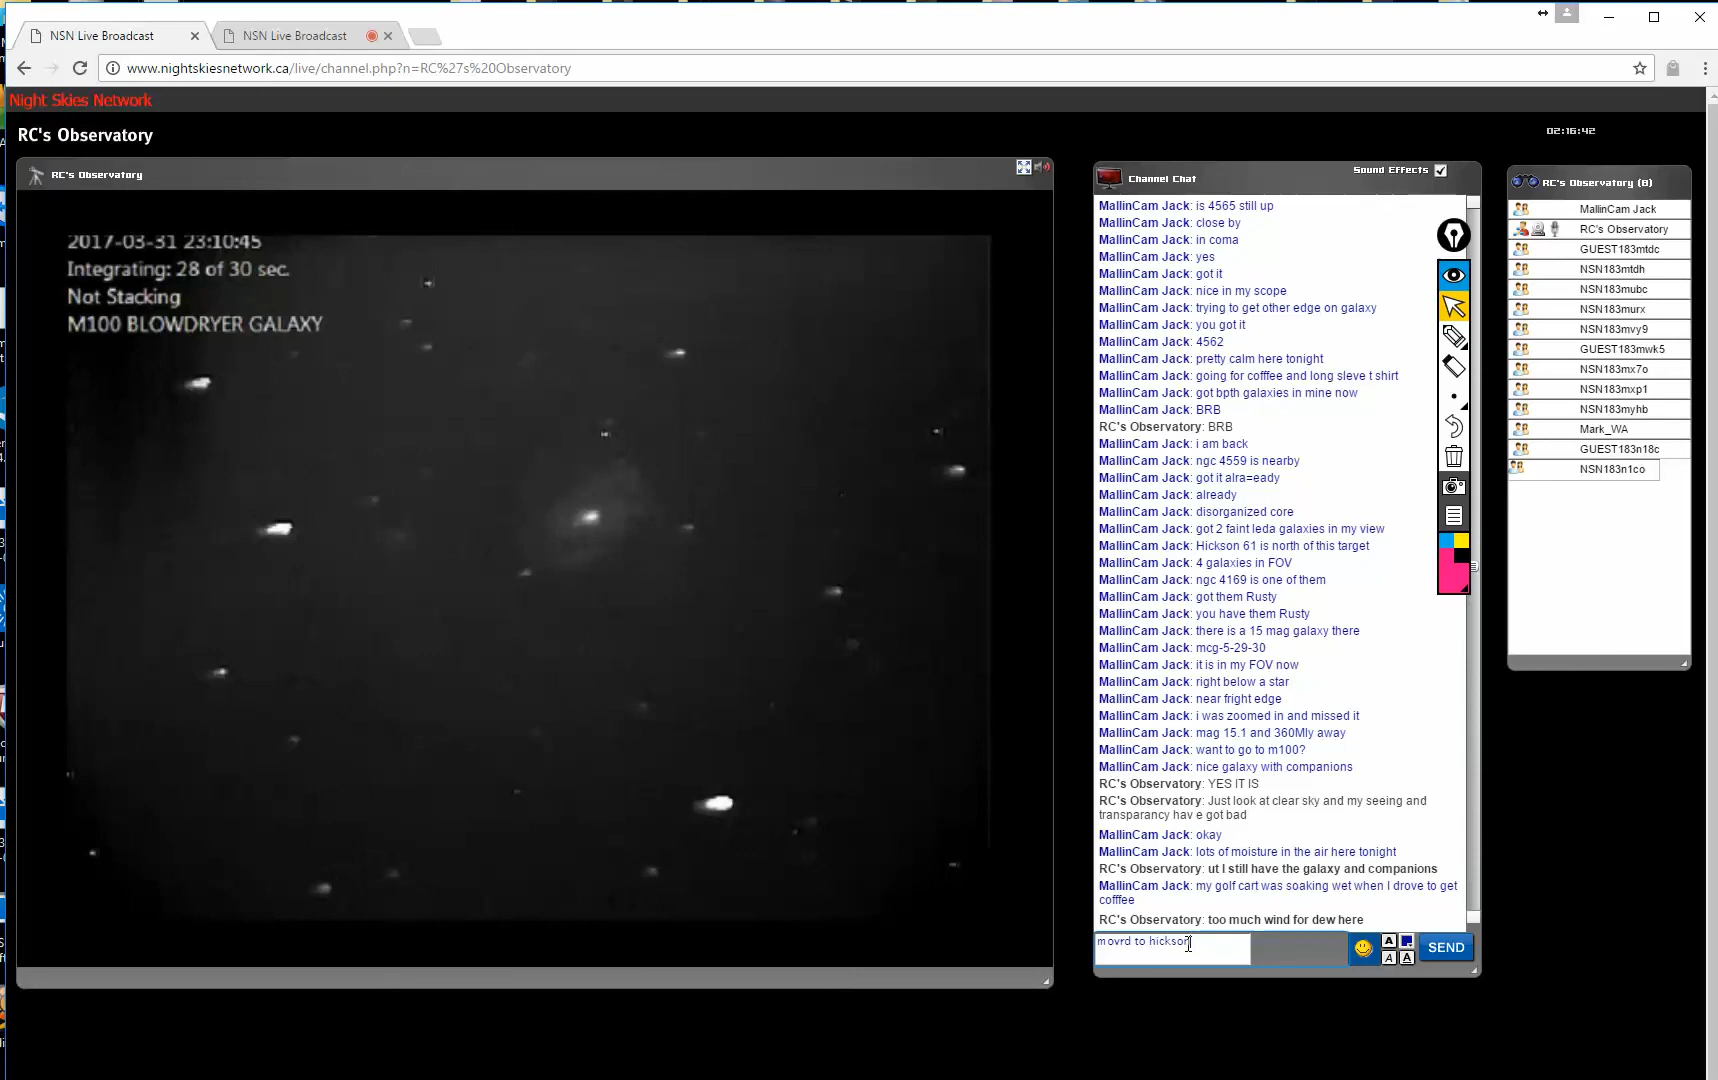 NSN Live Broadcast
NSN Live Broadcast
www.nightskiesnetwork.ca/live/channel.php?n=RC%27s%20Observatory
Night Skies Network
RC's Observatory
02:16:42
RC's Observatory
2017-03-31 23:10:45
Integrating: 28 of 30 sec.
Not Stacking
M100 BLOWDRYER GALAXY
Channel Chat
Sound Effects
MallinCam Jack: is 4565 still up
MallinCam Jack: close by
MallinCam Jack: in coma
MallinCam Jack: yes
MallinCam Jack: got it
MallinCam Jack: nice in my scope
MallinCam Jack: trying to get other edge on galaxy
MallinCam Jack: you got it
MallinCam Jack: 4562
MallinCam Jack: pretty calm here tonight
MallinCam Jack: going for cofffee and long sleve t shirt
MallinCam Jack: got bpth galaxies in mine now
MallinCam Jack: BRB
RC's Observatory: BRB
MallinCam Jack: i am back
MallinCam Jack: ngc 4559 is nearby
MallinCam Jack: got it alra=eady
MallinCam Jack: already
MallinCam Jack: disorganized core
MallinCam Jack: got 2 faint leda galaxies in my view
MallinCam Jack: Hickson 61 is north of this target
MallinCam Jack: 4 galaxies in FOV
MallinCam Jack: ngc 4169 is one of them
MallinCam Jack: got them Rusty
MallinCam Jack: you have them Rusty
MallinCam Jack: there is a 15 mag galaxy there
MallinCam Jack: mcg-5-29-30
MallinCam Jack: it is in my FOV now
MallinCam Jack: right below a star
MallinCam Jack: near fright edge
MallinCam Jack: i was zoomed in and missed it
MallinCam Jack: mag 15.1 and 360Mly away
MallinCam Jack: want to go to m100?
MallinCam Jack: nice galaxy with companions
RC's Observatory: YES IT IS
RC's Observatory: Just look at clear sky and my seeing and
transparancy hav e got bad
MallinCam Jack: okay
MallinCam Jack: lots of moisture in the air here tonight
RC's Observatory: ut I still have the galaxy and companions
MallinCam Jack: my golf cart was soaking wet when I drove to get
cofffee
RC's Observatory: too much wind for dew here
movrd to hickson
A
A
A
SEND
RC's Observatory (8)
MallinCam Jack
RC's Observatory
GUEST183mtdc
NSN183mtdh
NSN183mubc
NSN183murx
NSN183mvy9
GUEST183mwk5
NSN183mx7o
NSN183mxp1
NSN183myhb
Mark_WA
GUEST183n18c
NSN183n1co